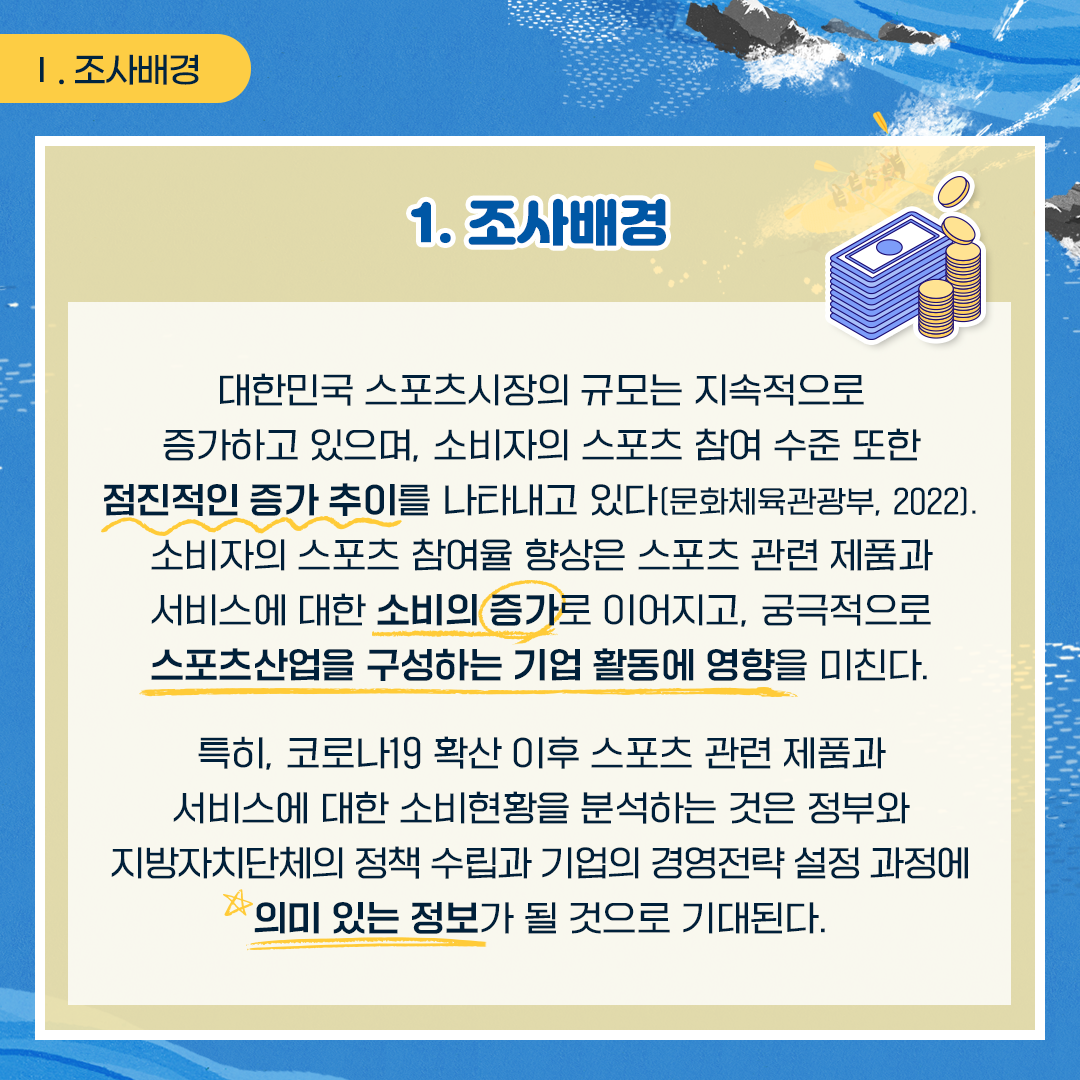 Ⅰ. 조사배경
1. 조사배경
대한민국 스포츠시장의 규모는 지속적으로
증가하고 있으며, 소비자의 스포츠 참여 수준 또한
점진적인 증가 추이를 나타내고 있다(문화체육관광부, 2022).
소비자의 스포츠 참여율 향상은 스포츠 관련 제품과
서비스에 대한 소비의 증가로 이어지고, 궁극적으로
스포츠산업을 구성하는 기업 활동에 영향을 미친다.
특히, 코로나19 확산 이후 스포츠 관련 제품과
서비스에 대한 소비현황을 분석하는 것은 정부와
지방자치단체의 정책 수립과 기업의 경영전략 설정 과정에
의미 있는 정보가 될 것으로 기대된다.